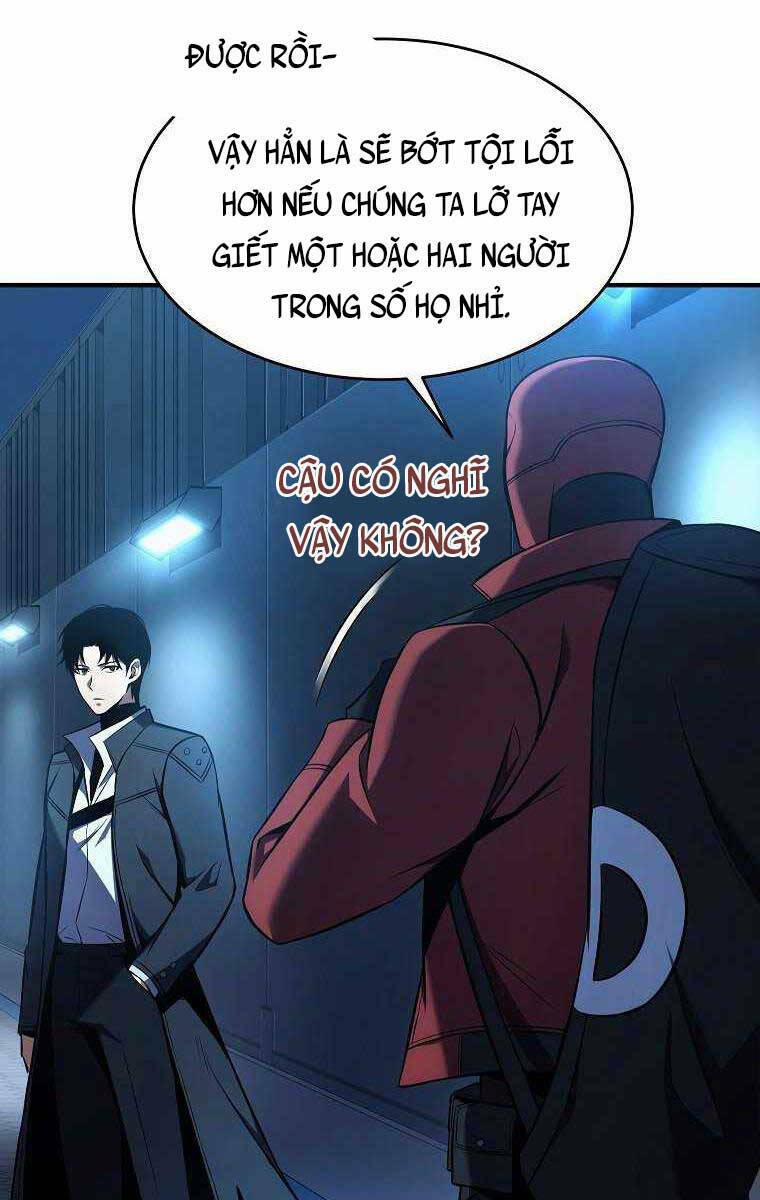 ĐƯỢC RỒI-
VẬY HẲN LÀ SẼ BỚT TỘI LỖI
HƠN NẾU CHÚNG TA LỠ TAY
GIẾT MỘT HOẶC HAI NGƯỜI
TRONG SỐ HỌ NHỈ.
CẬU CÓ NGHĨ
VẬY KHÔNG?